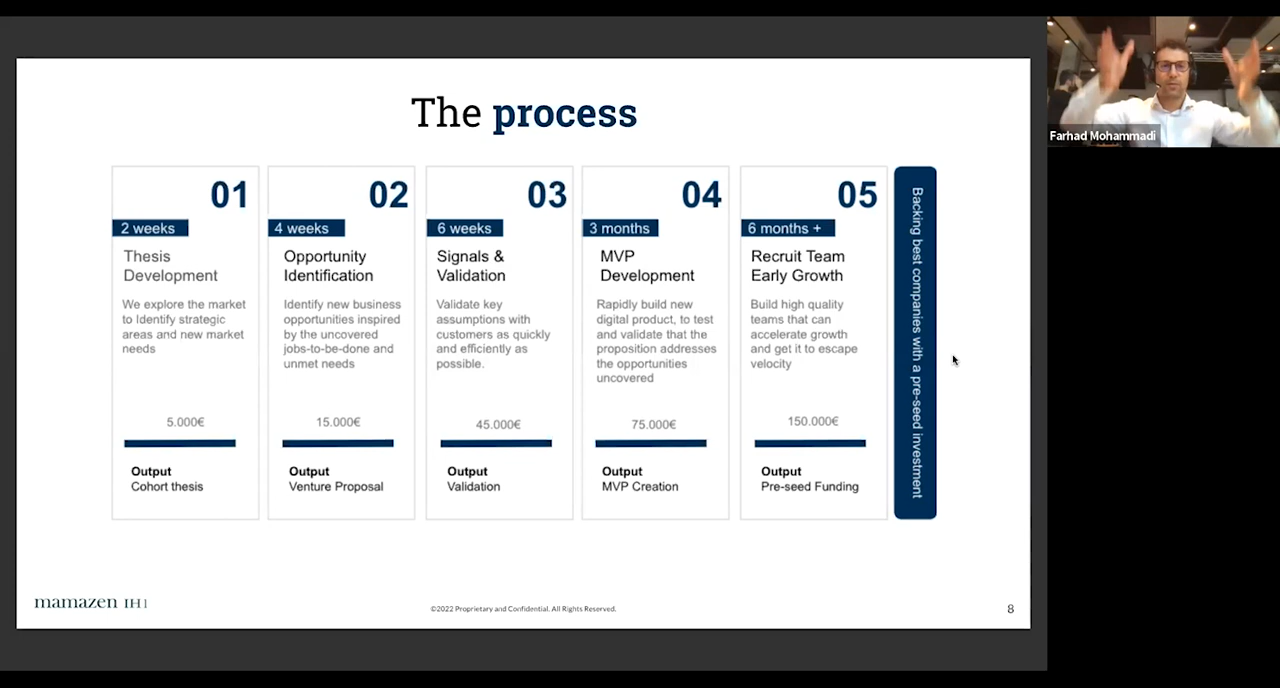 The process
01
2 weeks
Thesis
Development
We explore the market
to Identify strategic
areas and new market
needs
5.000€
Output
Cohort thesis
02
4 weeks
Opportunity
Identification
Identify new business
opportunities inspired
by the uncovered
jobs-to-be-done and
unmet needs
15.000€
Output
Venture Proposal
03
6 weeks
Signals &
Validation
Validate key
assumptions with
customers as quickly
and efficiently as
possible.
45.000€
Output
Validation
04
3 months
MVP
Development
Rapidly build new
digital product, to test
and validate that the
proposition addresses
the opportunities
uncovered
75.000€
Output
MVP Creation
05
6 months +
Recruit Team
Early Growth
Build high quality
teams that can
accelerate growth
and get it to escape
velocity
150.000€
Output
Pre-seed Funding
Backing best companies with a pre-seed investment
mamazen
©2022 Proprietary and Confidential. All Rights Reserved.
8
Farhad Mohammadi